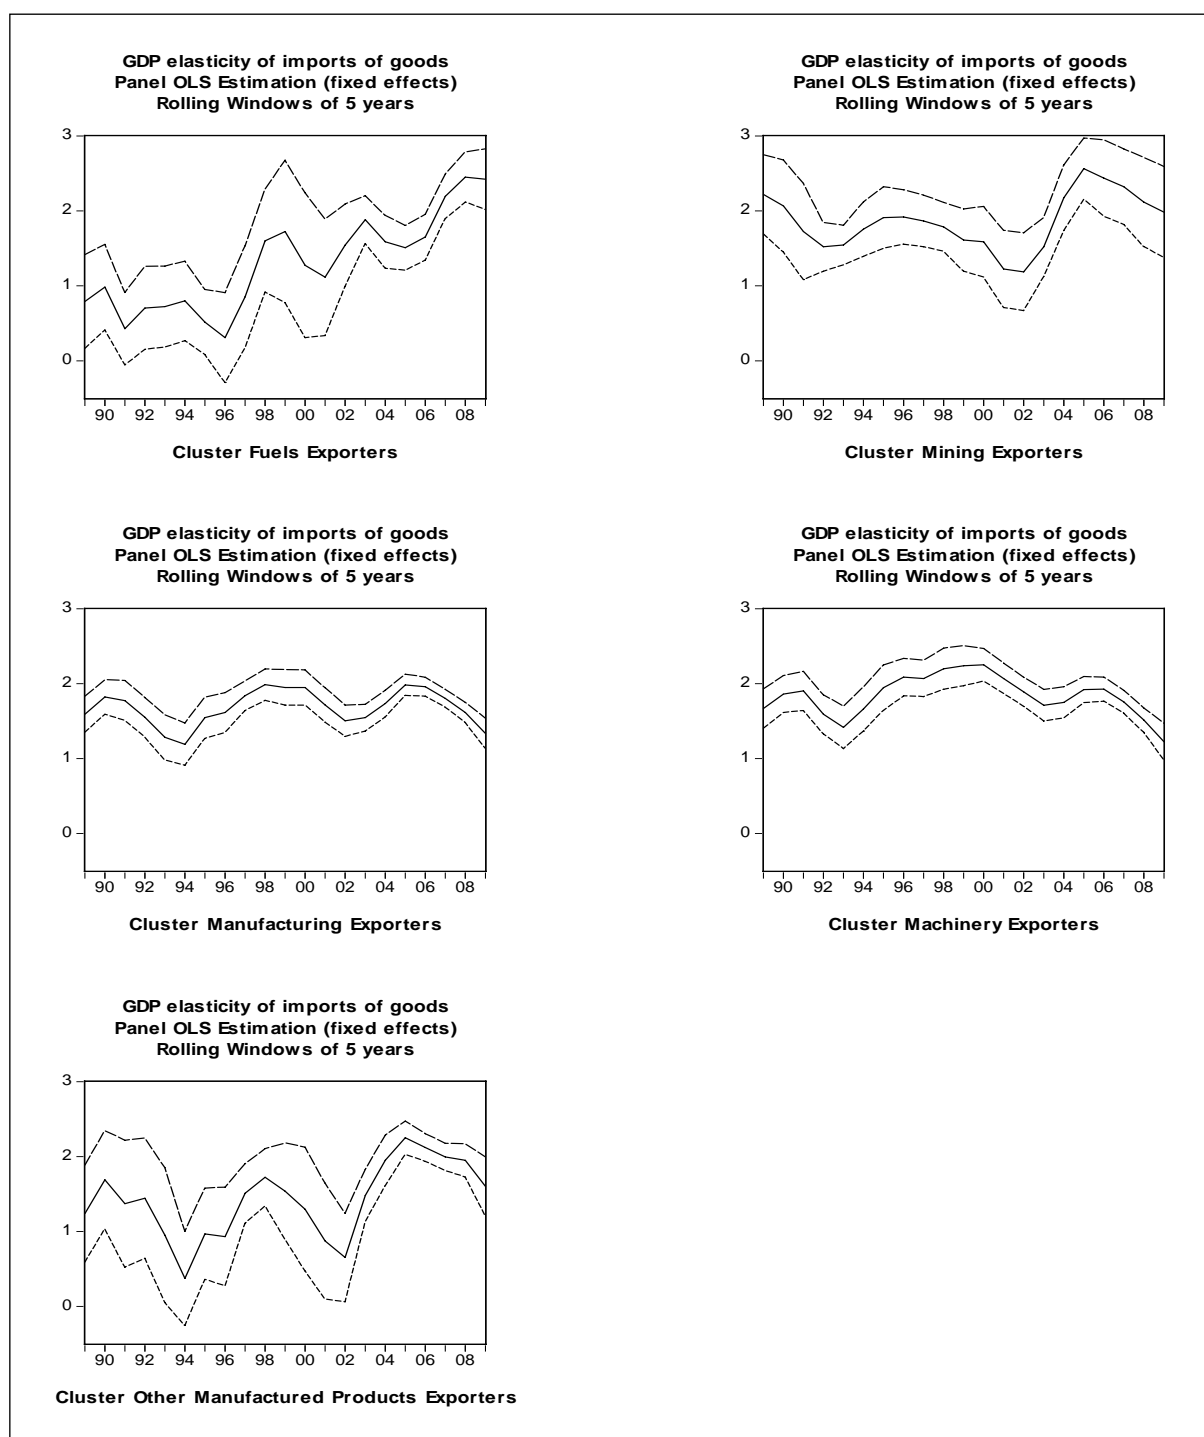 GDP elasticity of imports of goods
Panel OLS Estimation (fixed effects)
Rolling Windows of 5 years
3
2
1
0
90 92 94 96 98 00 02 04 06 08
Cluster Fuels Exporters
GDP elasticity of imports of goods
Panel OLS Estimation (fixed effects)
Rolling Windows of 5 years
3
2
1
0
90 92 94 96 98 00 02 04 06 08
Cluster Mining Exporters
GDP elasticity of imports of goods
Panel OLS Estimation (fixed effects)
Rolling Windows of 5 years
3
2
1
0
90 92 94 96 98 00 02 04 06 08
Cluster Manufacturing Exporters
GDP elasticity of imports of goods
Panel OLS Estimation (fixed effects)
Rolling Windows of 5 years
3
2
1
0
90 92 94 96 98 00 02 04 06 08
Cluster Machinery Exporters
GDP elasticity of imports of goods
Panel OLS Estimation (fixed effects)
Rolling Windows of 5 years
3
2
1
0
90 92 94 96 98 00 02 04 06 08
Cluster Other Manufactured Products Exporters